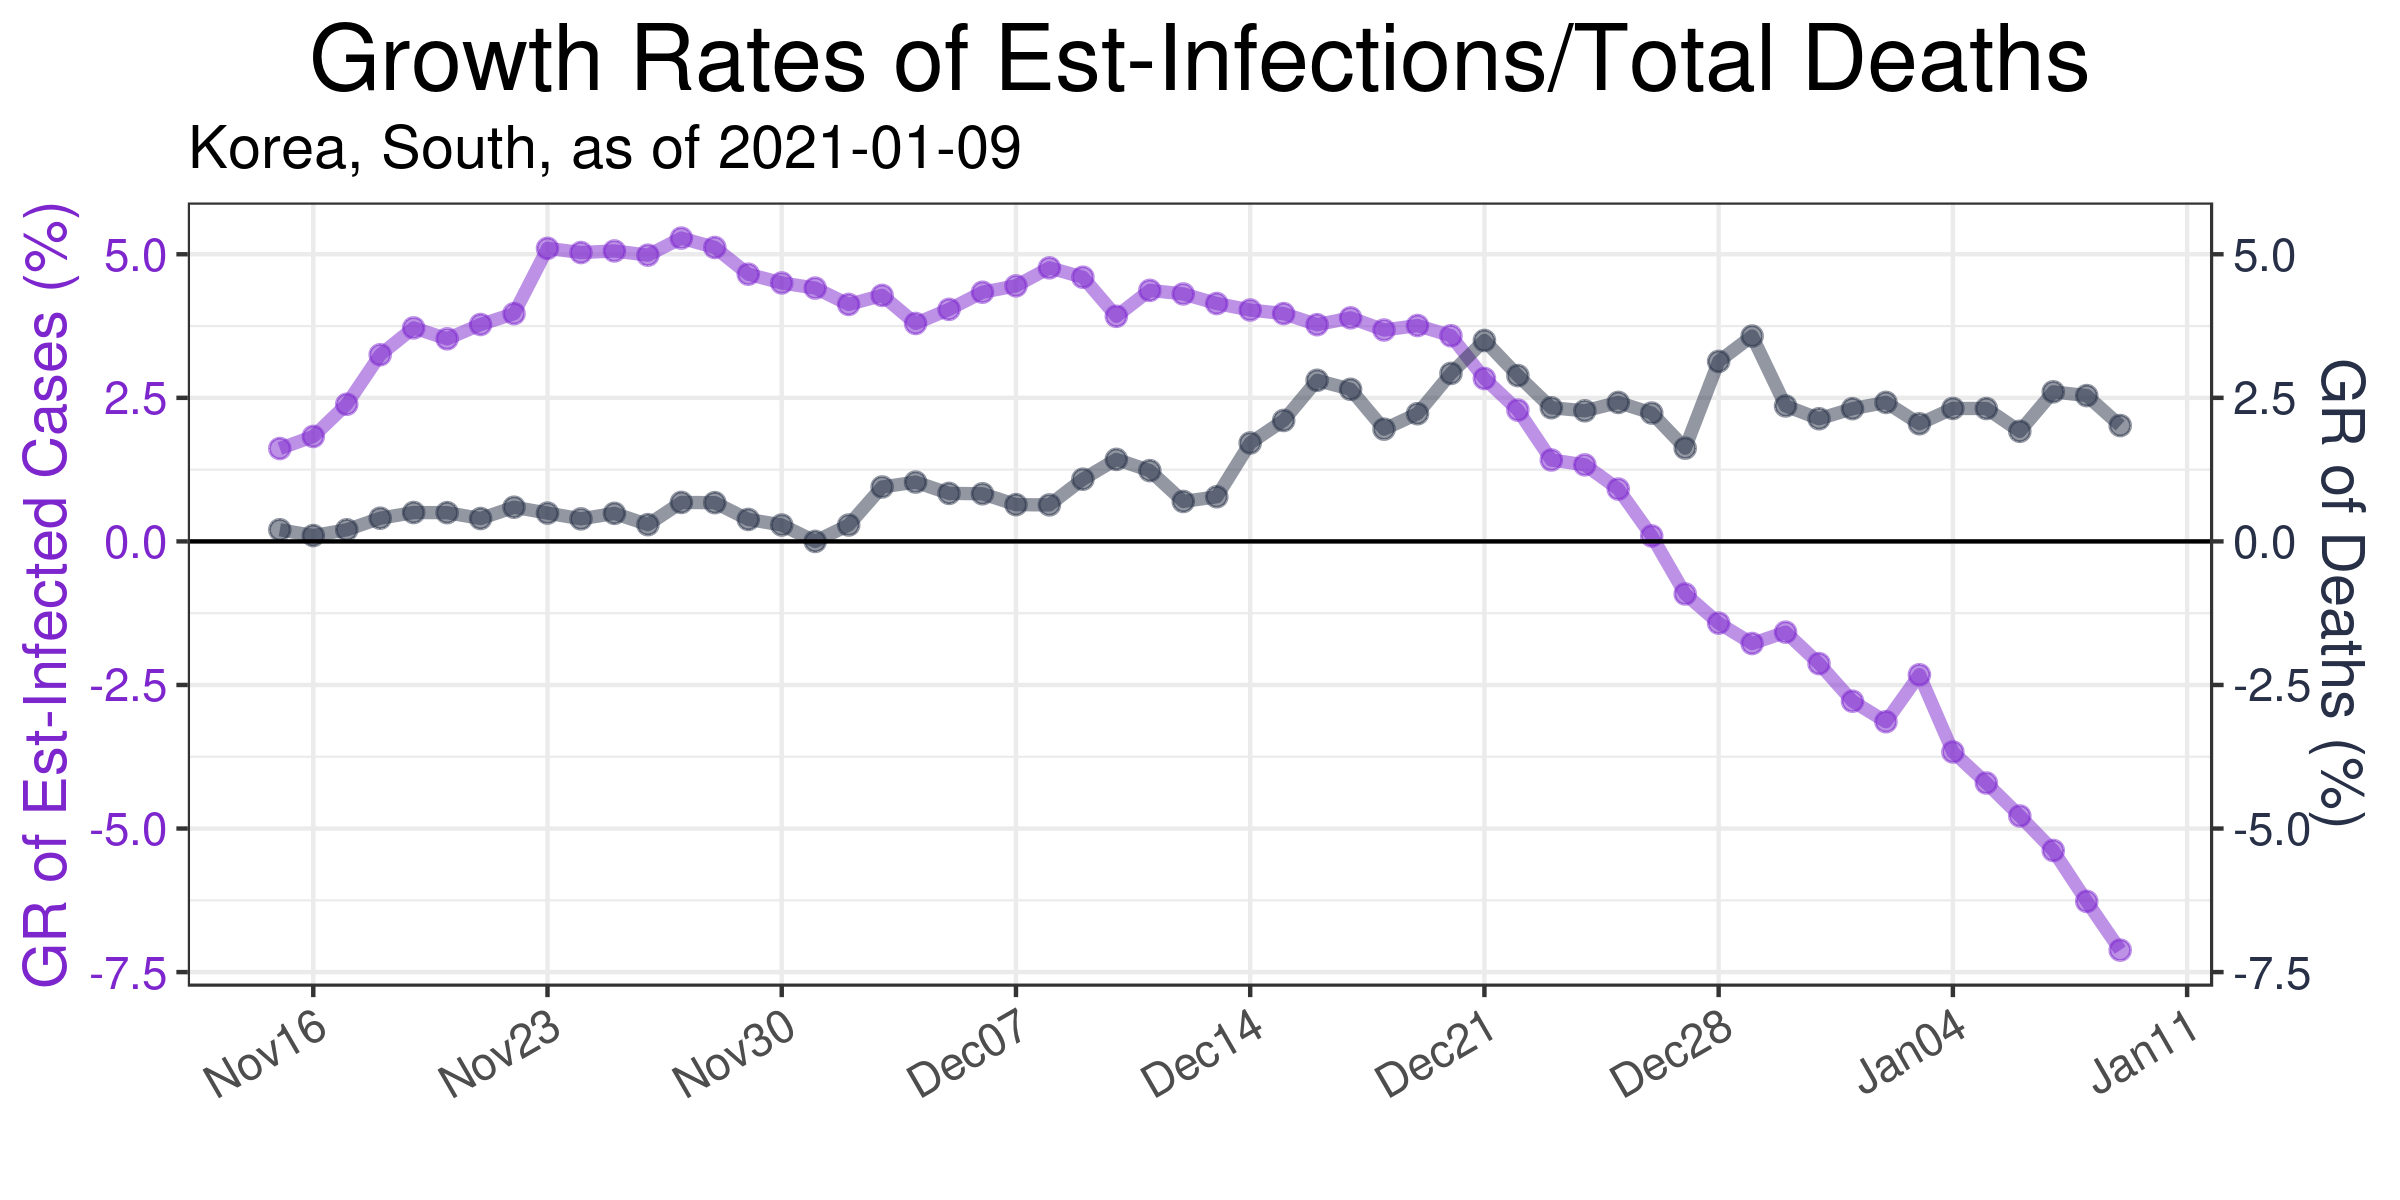 Growth Rates of Est-Infections/Total Deaths
Korea, South, as of 2021-01-09
GR of Est-Infected Cases (%)
5.0
2.5
0.0
-2.5
-5.0
-7.5
5.0
2.5
0.0
-2.5
-5.0
-7.5
GR of Deaths (%)
Nov16
Nov23
Nov30
Dec07
Dec14
Dec21
Dec28
Jan04
Jan11